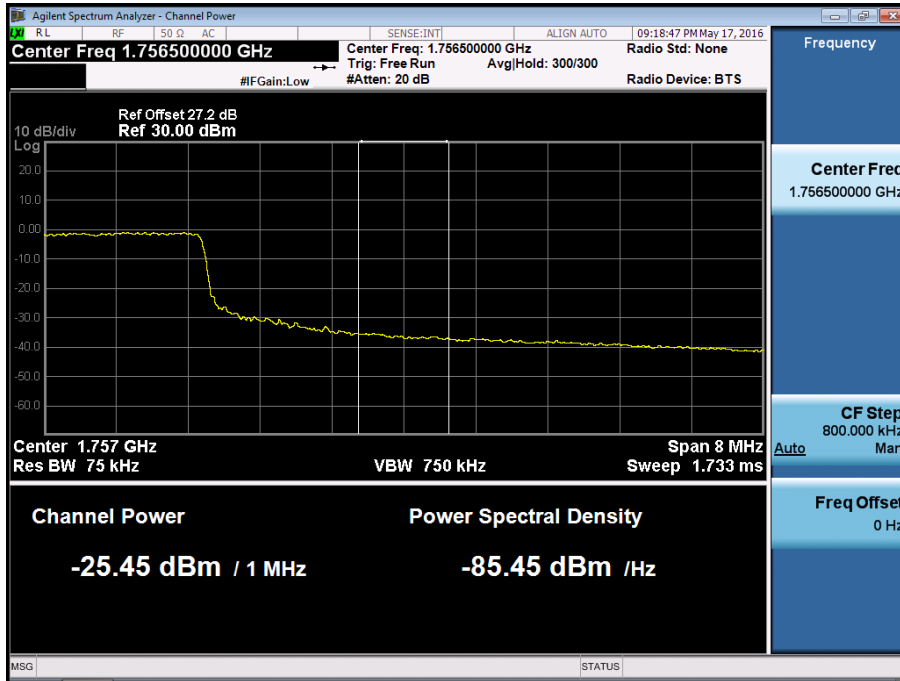 Agilent Spectrum Analyzer - Channel Power
LXI RL RF 50 Ω AC SENSE:INT ALIGN AUTO 09:18:47 PM May 17, 2016
Center Freq 1.756500000 GHz
Center Freq: 1.756500000 GHz Radio Std: None
Trig: Free Run Avg|Hold: 300/300
#IFGain:Low #Atten: 20 dB Radio Device: BTS
Ref Offset 27.2 dB
10 dB/div Ref 30.00 dBm
Log
20.0
10.0
0.00
-10.0
-20.0
-30.0
-40.0
-50.0
-60.0
Center 1.757 GHz Span 8 MHz
Res BW 75 kHz VBW 750 kHz Sweep 1.733 ms
Channel Power Power Spectral Density
-25.45 dBm / 1 MHz -85.45 dBm /Hz
MSG STATUS
Frequency
Center Freq
1.756500000 GHz
CF Step
800.000 kHz
Auto Man
Freq Offset
0 Hz